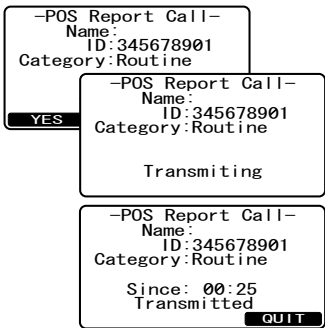 -POS Report Call-
Name:
ID:345678901
Category:Routine
YES
-POS Report Call-
Name:
ID:345678901
Category:Routine
Transmiting
-POS Report Call-
Name:
ID:345678901
Category:Routine
Since: 00:25
Transmitted
QUIT